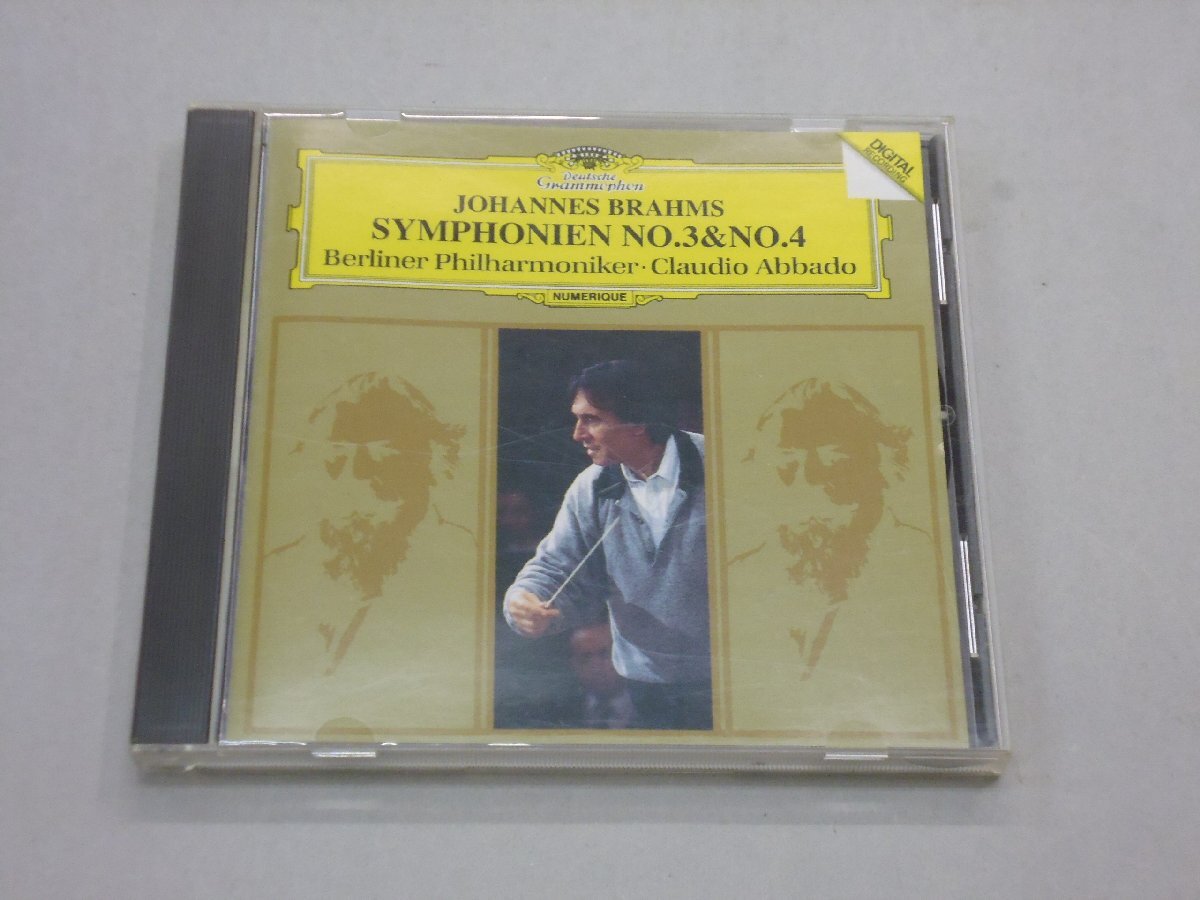 DIGITAL
RECORDING
Deutsche
Grammophon
JOHANNES BRAHMS
SYMPHONIEN NO.3&NO.4
Berliner Philharmoniker · Claudio Abbado
NUMERIQUE